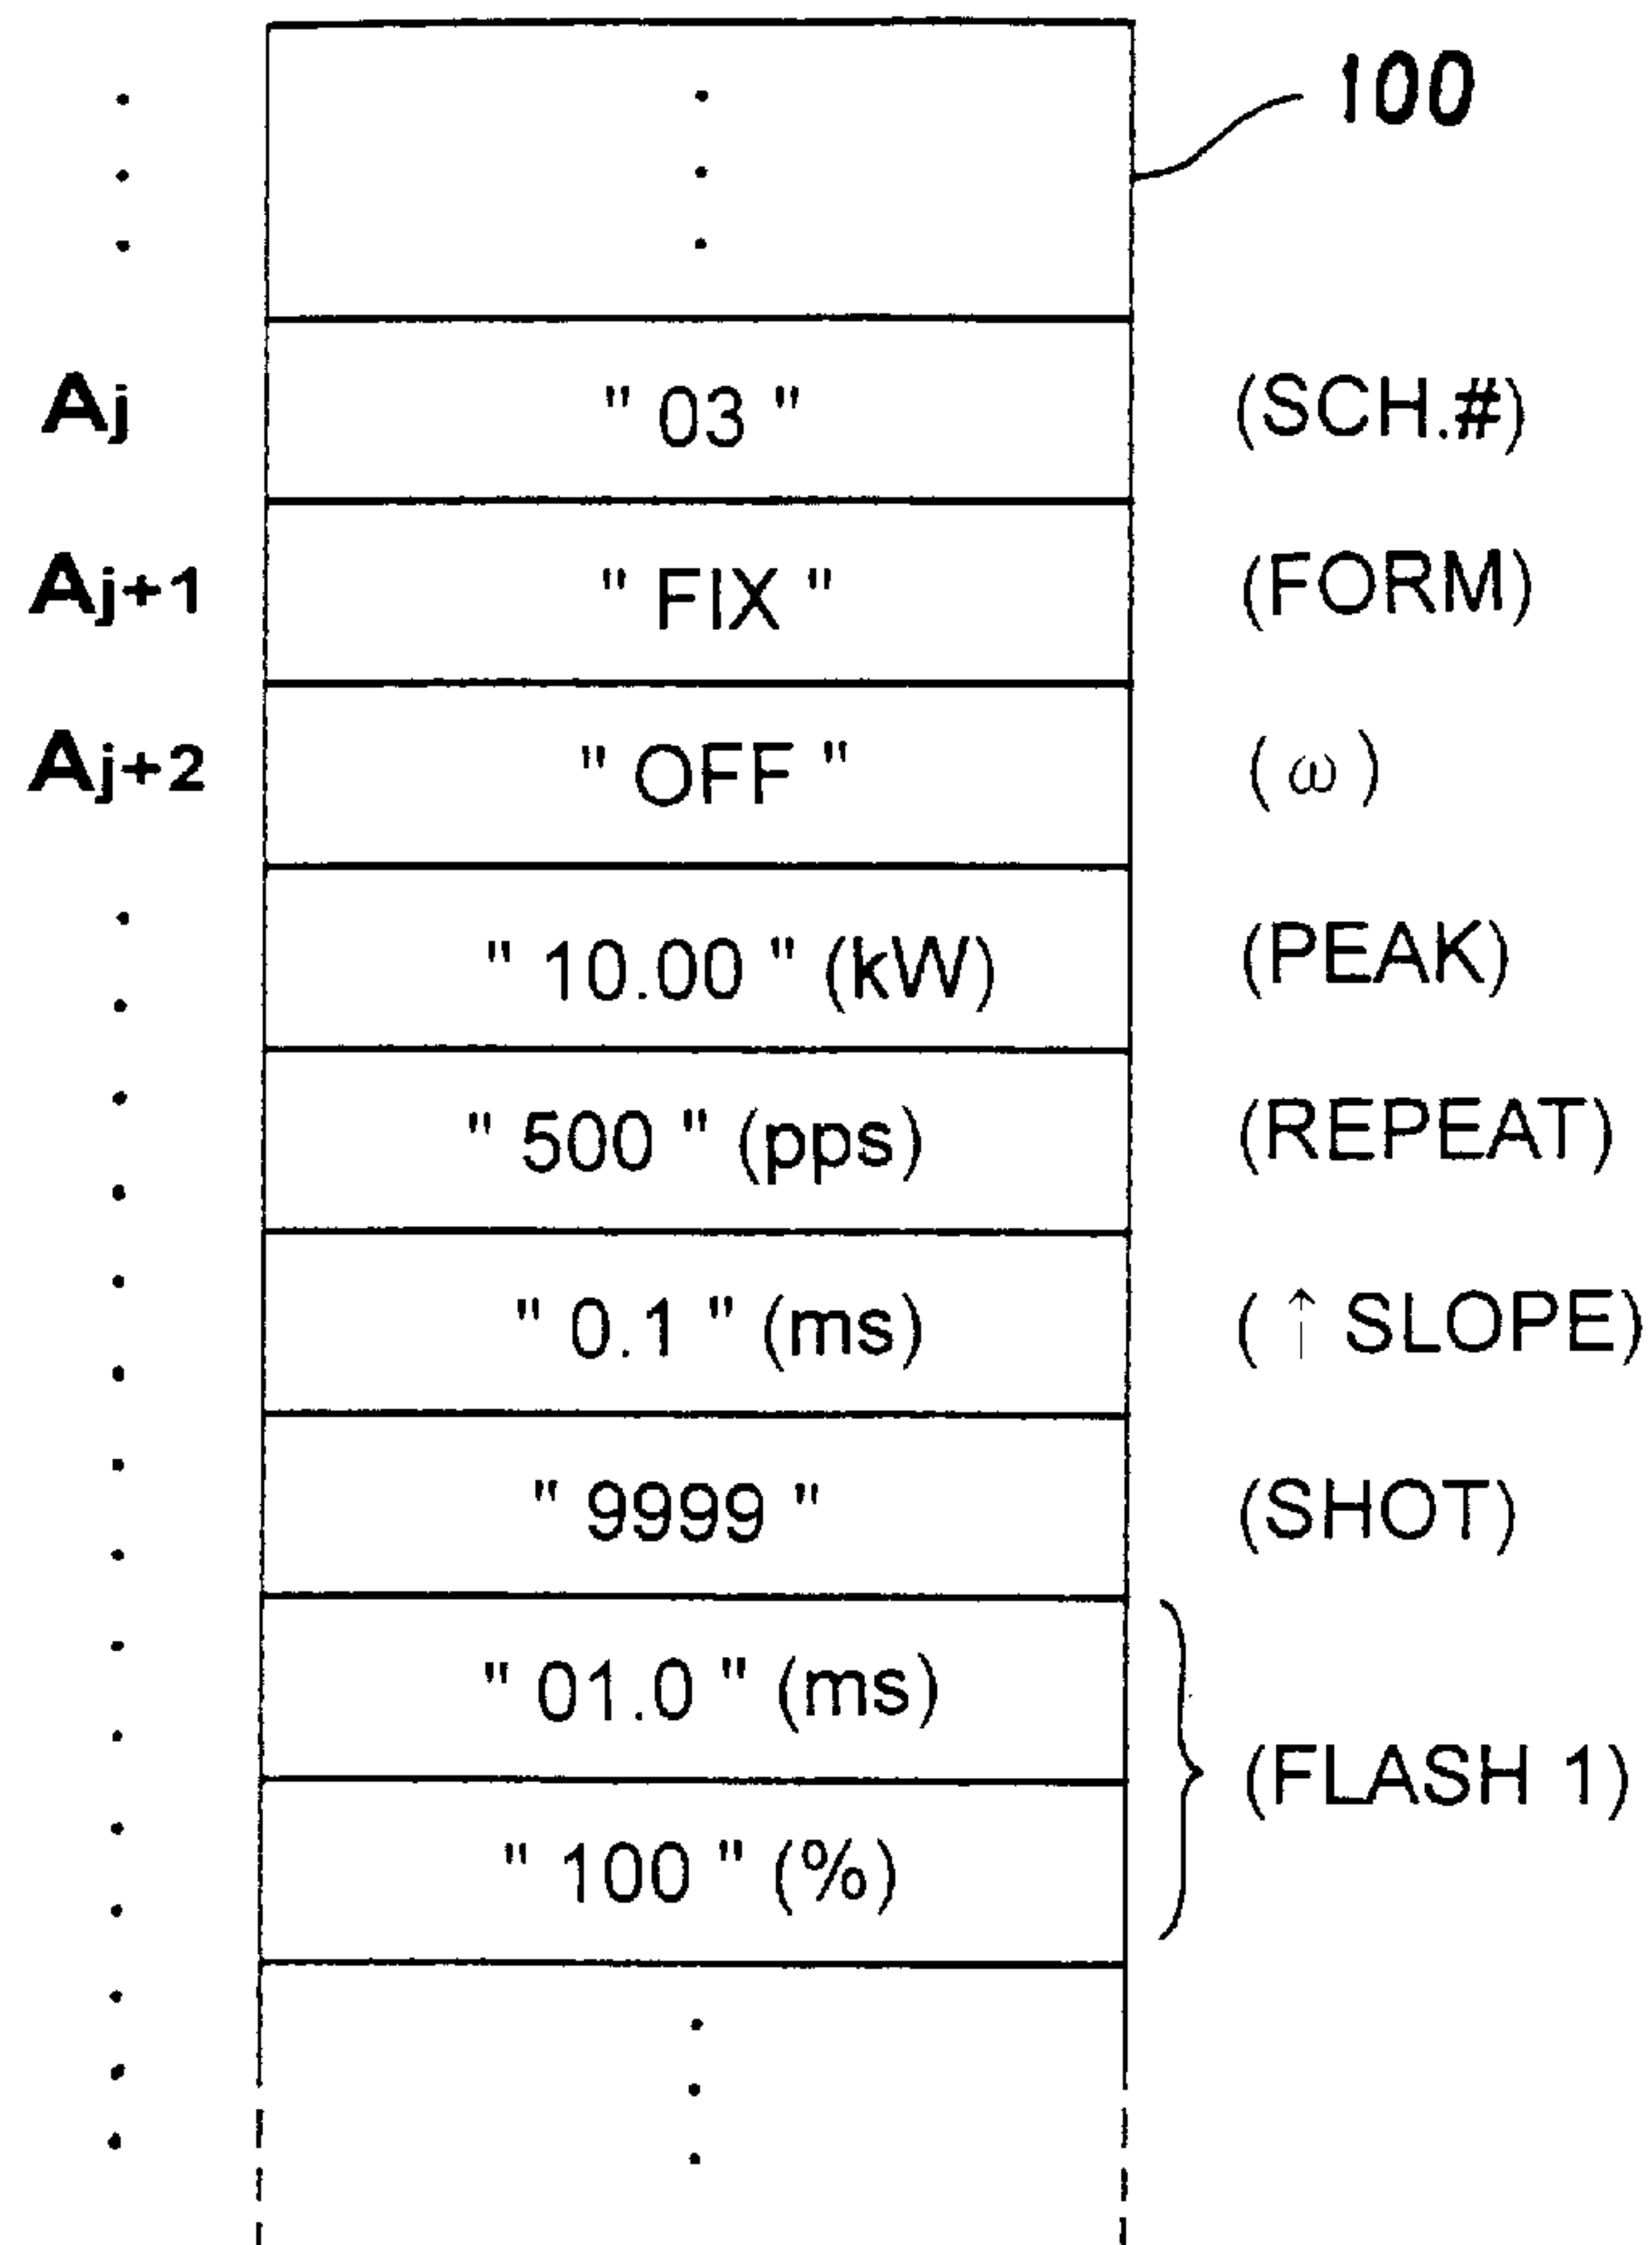 100
Aj " 03 " (SCH.#)
Aj+1 " FIX " (FORM)
Aj+2 " OFF " (ω)
" 10.00 " (kW) (PEAK)
" 500 " (pps) (REPEAT)
" 0.1 " (ms) (↑ SLOPE)
" 9999 " (SHOT)
" 01.0 " (ms)
(FLASH 1)
" 100 " (%)